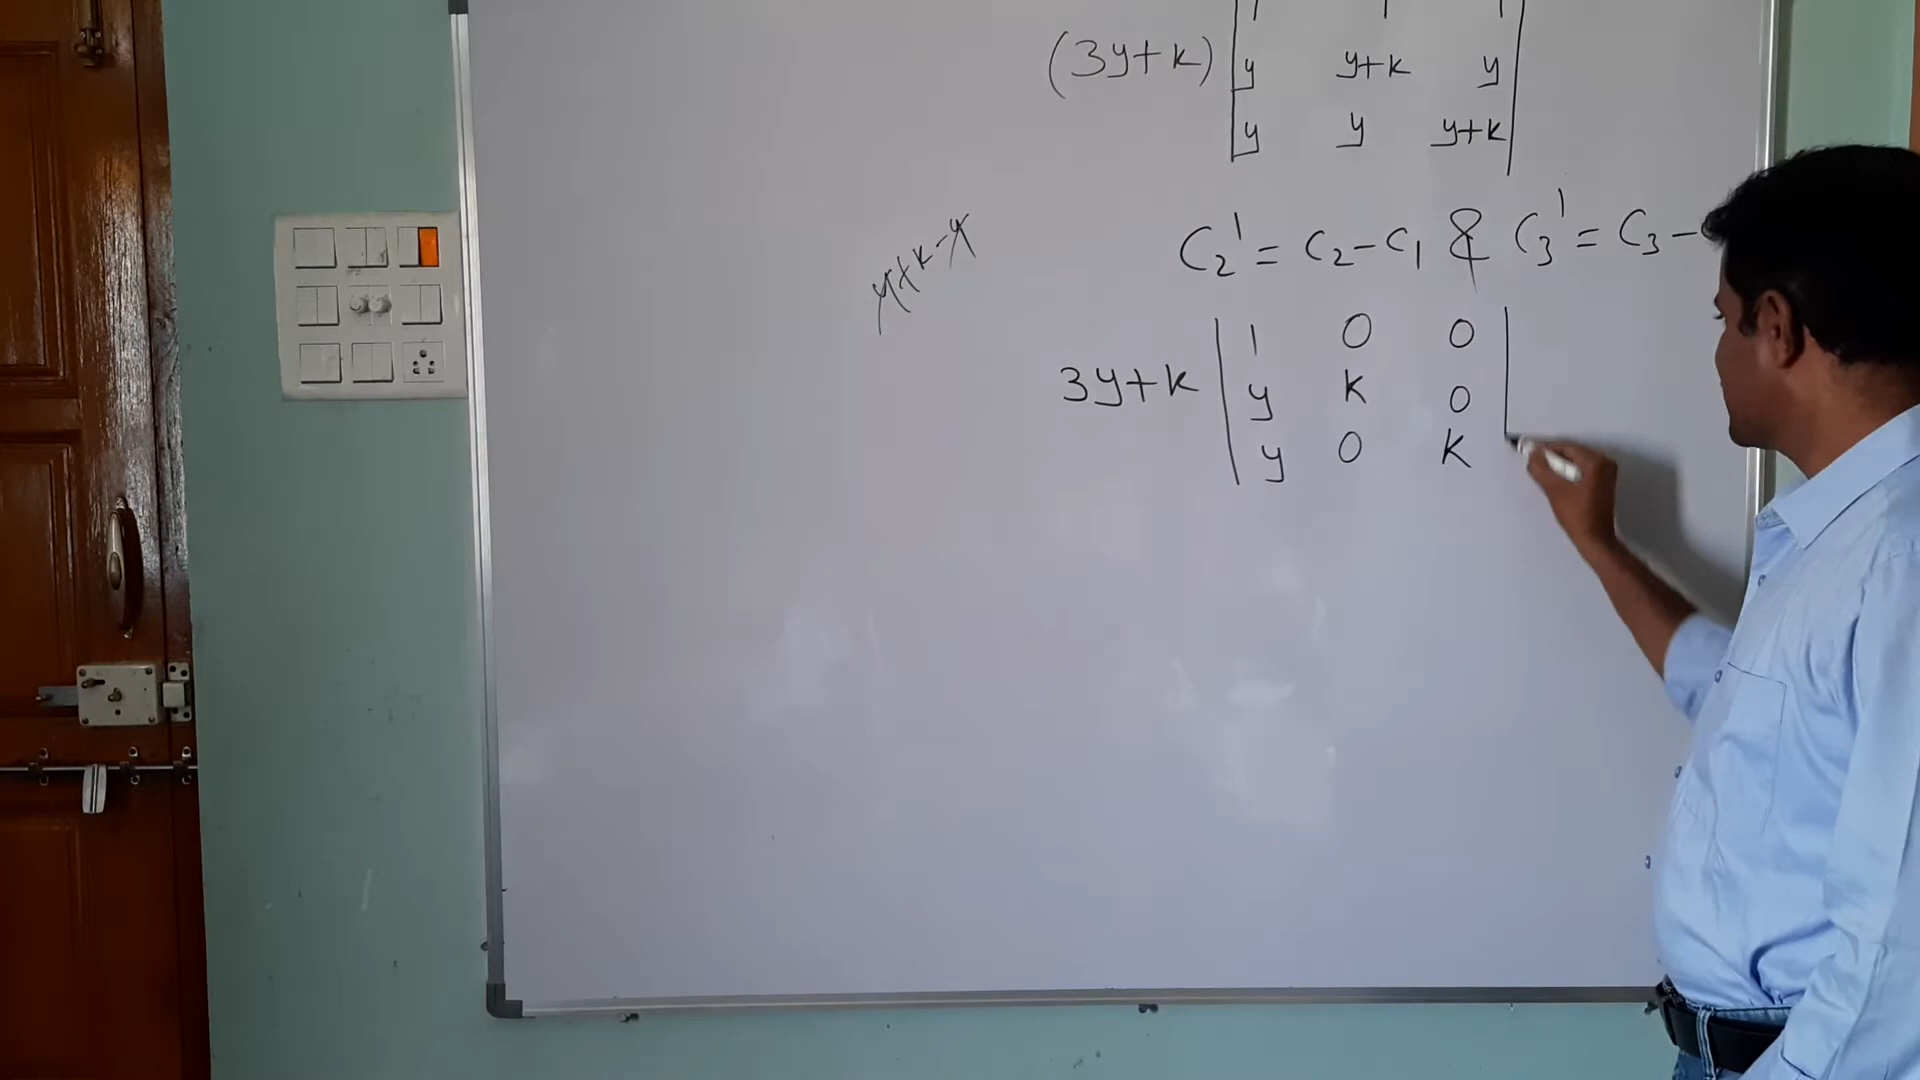 1 1 1
(3y+k) y y+k y
y y y+k
y+k-y
C₂' = C₂-C₁ & C₃' = C₃-
1 0 0
3y+k y k 0
y 0 k